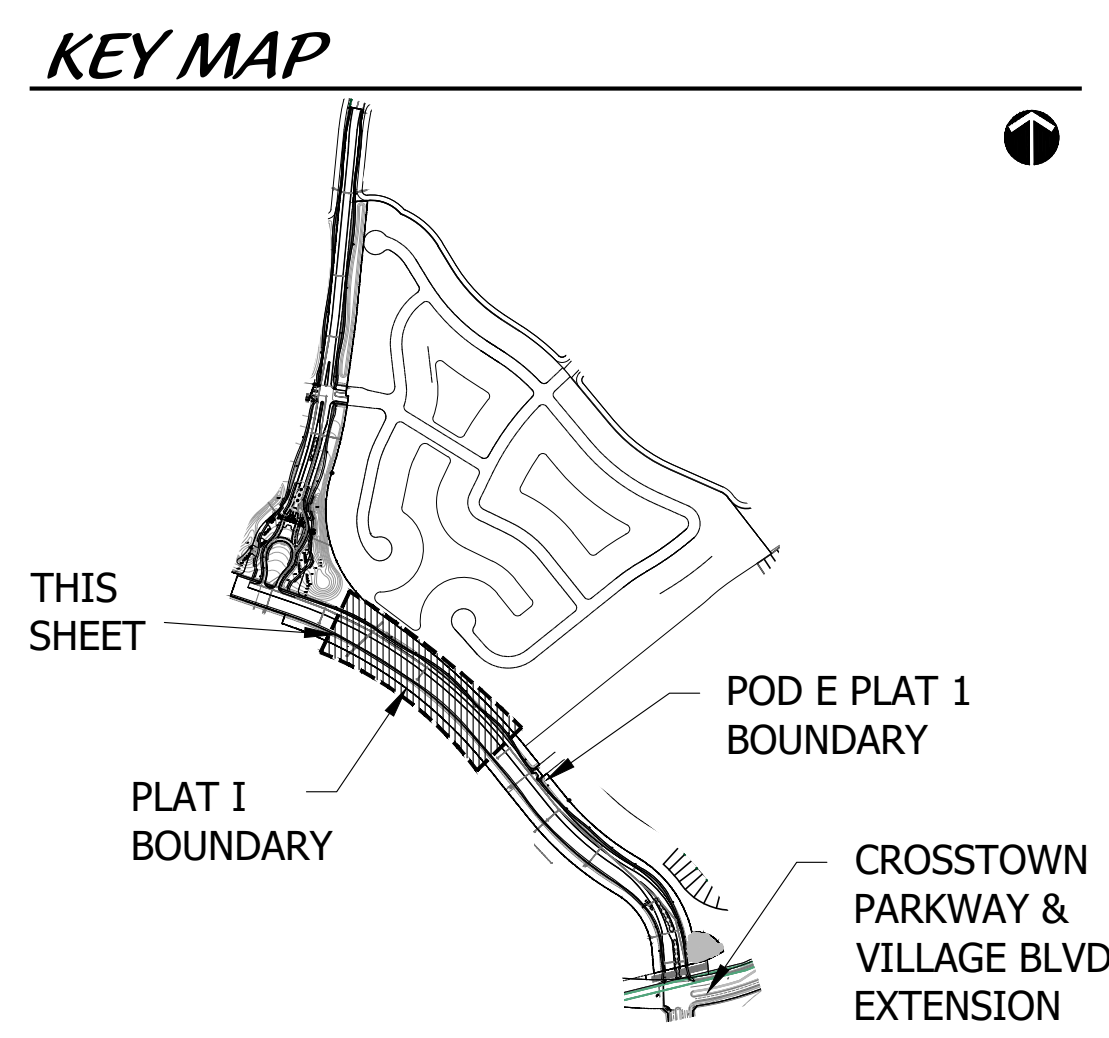 KEY MAP
THIS
SHEET
POD E PLAT 1
BOUNDARY
PLAT I
BOUNDARY
CROSSTOWN
PARKWAY &
VILLAGE BLVD
EXTENSION